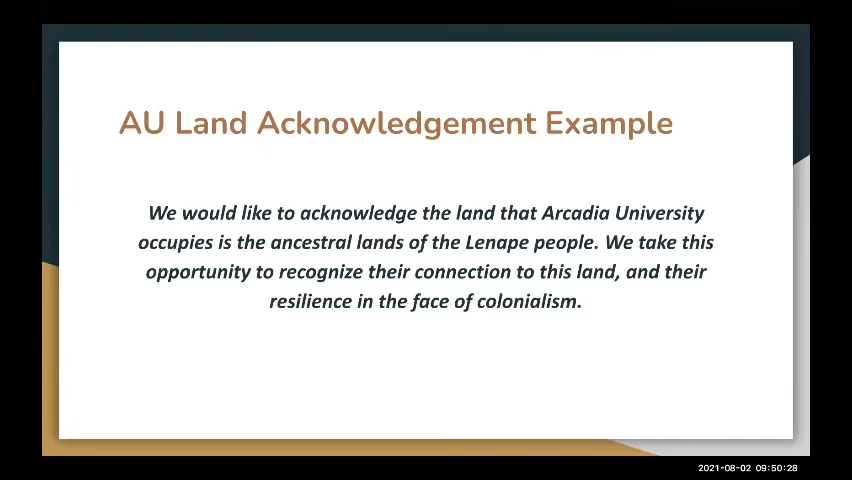 AU Land Acknowledgement Example
We would like to acknowledge the land that Arcadia University
occupies is the ancestral lands of the Lenape people. We take this
opportunity to recognize their connection to this land, and their
resilience in the face of colonialism.
2021-08-02 09:50:28